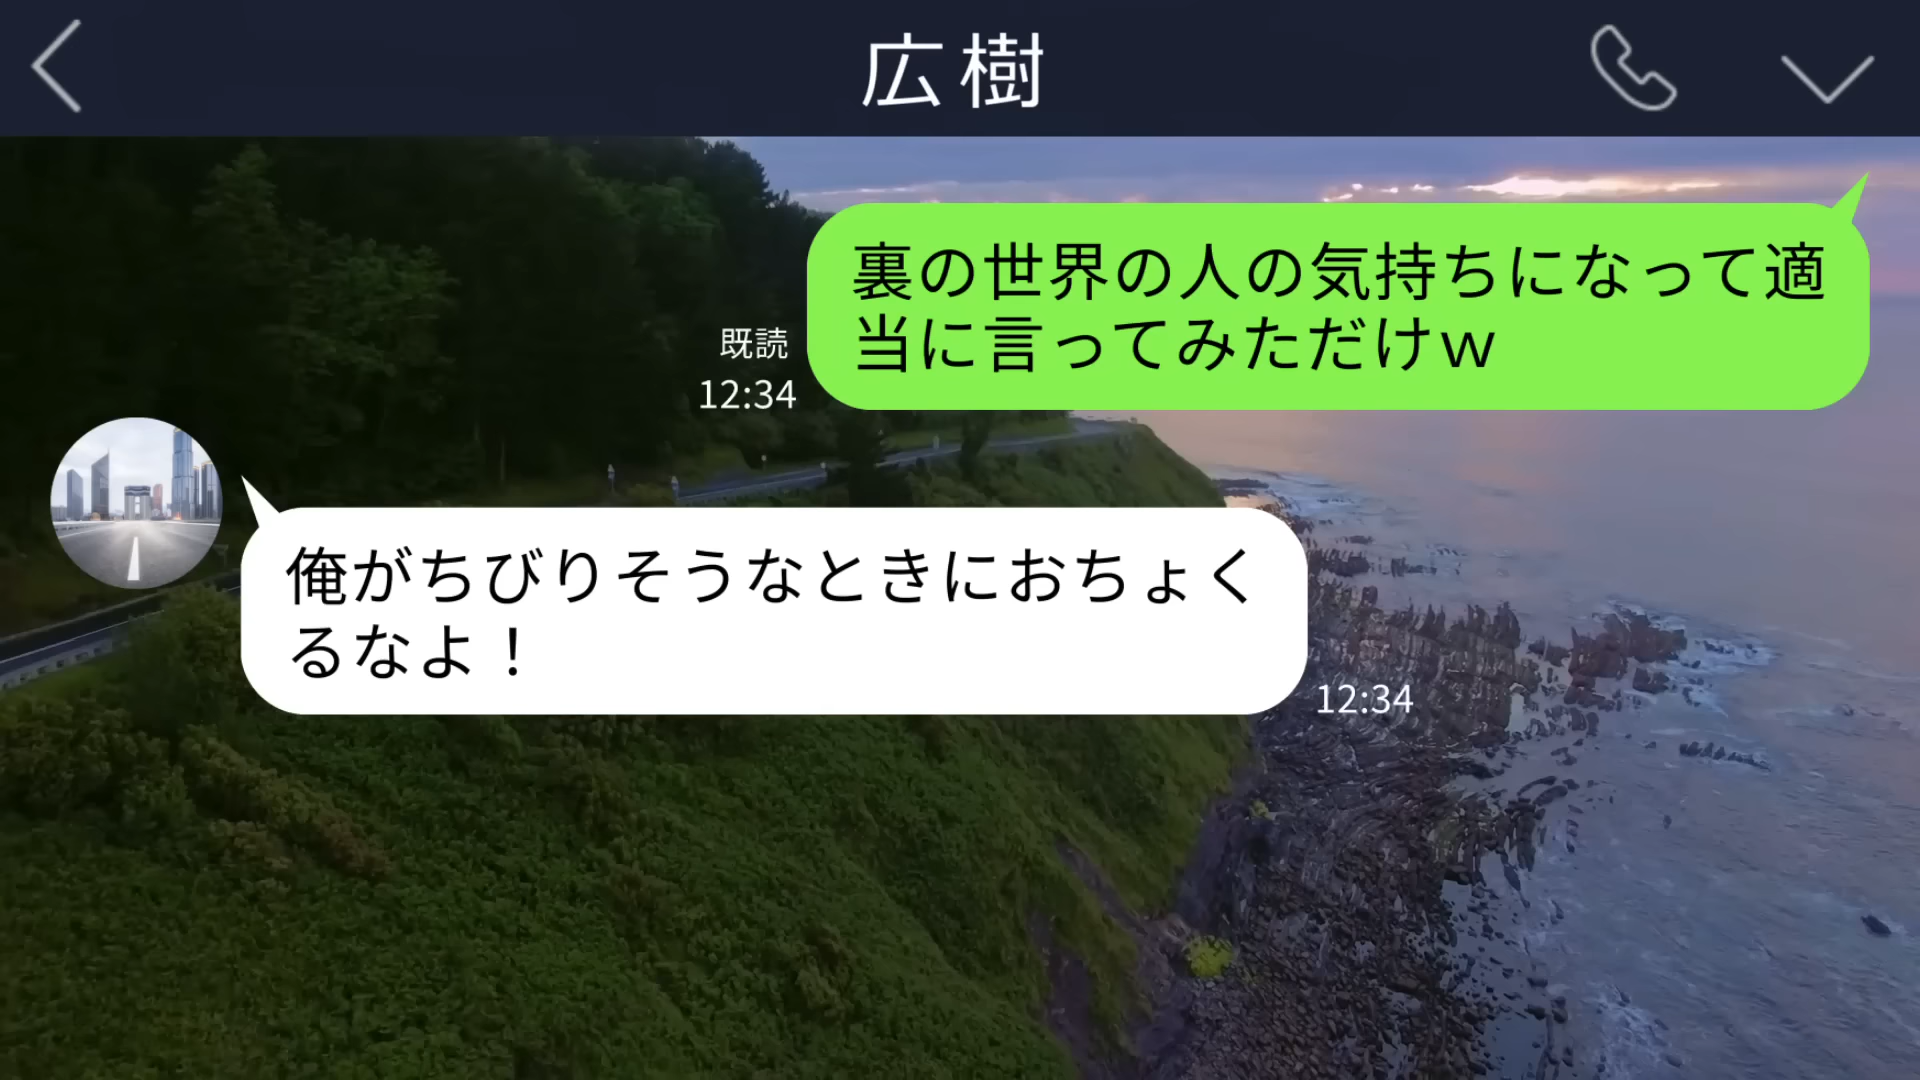 広樹
裏の世界の人の気持ちになって適
当に言ってみただけｗ
既読
12:34
俺がちびりそうなときにおちょく
るなよ！
12:34